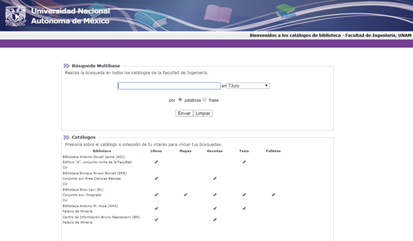 Universidad Nacional
Autónoma de México
Bienvenidos a los catálogos de biblioteca - Facultad de Ingeniería, UNAM
Búsqueda Multibase
Realiza la búsqueda en todos los catálogos de la Facultad de Ingeniería.
en Título
por palabras frase
Enviar Limpiar
Catálogos
Presiona sobre el catálogo o colección de tu interés para iniciar tus búsquedas.
Biblioteca Libros Mapas Revistas Tesis Folletos
Biblioteca Antonio Dovalí Jaime (ADJ)
Edificio "A", conjunto norte de la Facultad
CU
Biblioteca Enrique Rivero Borrell (ERB)
Conjunto sur Área Ciencias Básicas
CU
Biblioteca Enzo Levi (EL)
Conjunto sur, Posgrado
CU
Biblioteca Antonio M. Anza (AMA)
Palacio de Minería
Centro de Información Bruno Mascanzoni (BM)
Palacio de Minería